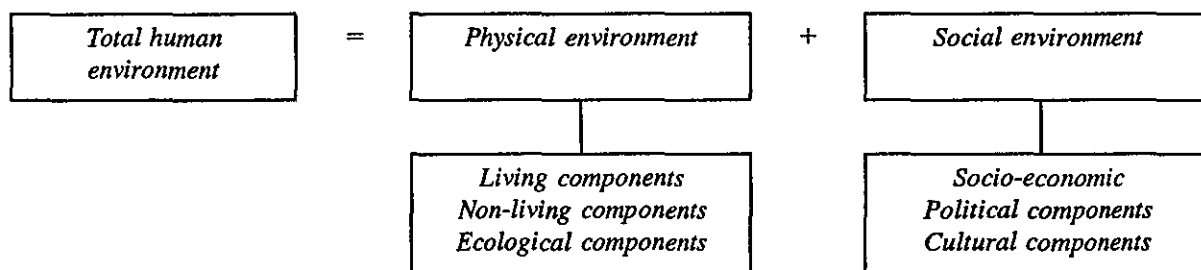 Total human = Physical environment + Social environment
environment
Living components
Non-living components
Ecological components
Socio-economic
Political components
Cultural components